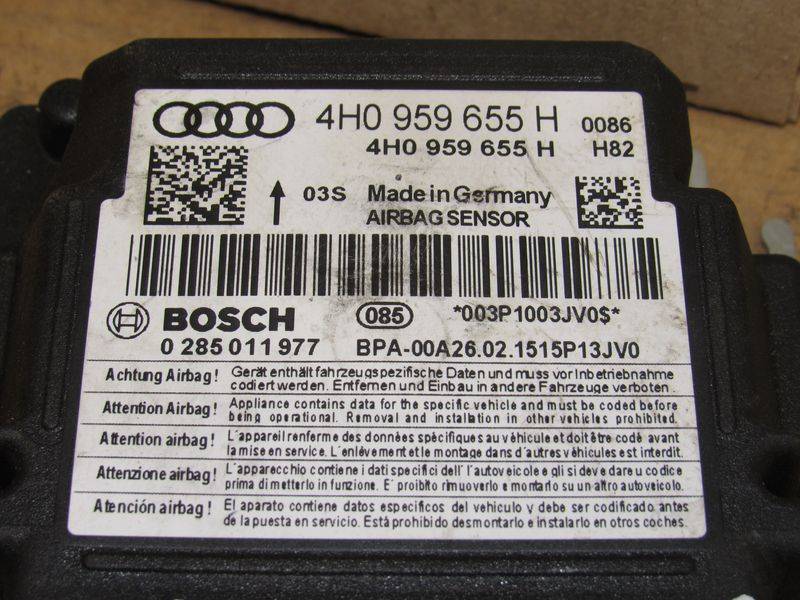 4H0 959 655 H 0086
4H0 959 655 H H82
03S Made in Germany
AIRBAG SENSOR
BOSCH 085 *003P1003JV0$*
0 285 011 977 BPA-00A26.02.1515P13JV0
Achtung Airbag! Gerät enthält fahrzeugspezifische Daten und muss vor Inbetriebnahme
codiert werden. Entfernen und Einbau in andere Fahrzeuge verboten.
Attention Airbag! Appliance contains data for the specific vehicle and must be coded before
being operational. Removal and installation in other vehicles prohibited.
Attention airbag! L'appareil renferme des données spécifiques au véhicule et doit être codé avant
la mise en service. L'enlèvement et le montage dans d'autres véhicules est interdit.
Attenzione airbag! L'apparecchio contiene i dati specifici dell' l'autoveicolo e gli si deve dare u codice
prima di metterlo in funzione. E' proibito rimuoverlo e montarlo su un altro autoveicolo.
Atención airbag! El aparato contiene datos especificos del vehiculo y debe ser codificado antes
de la puesta en servicio. Está prohibido desmontarlo e instalarlo en otros coches.